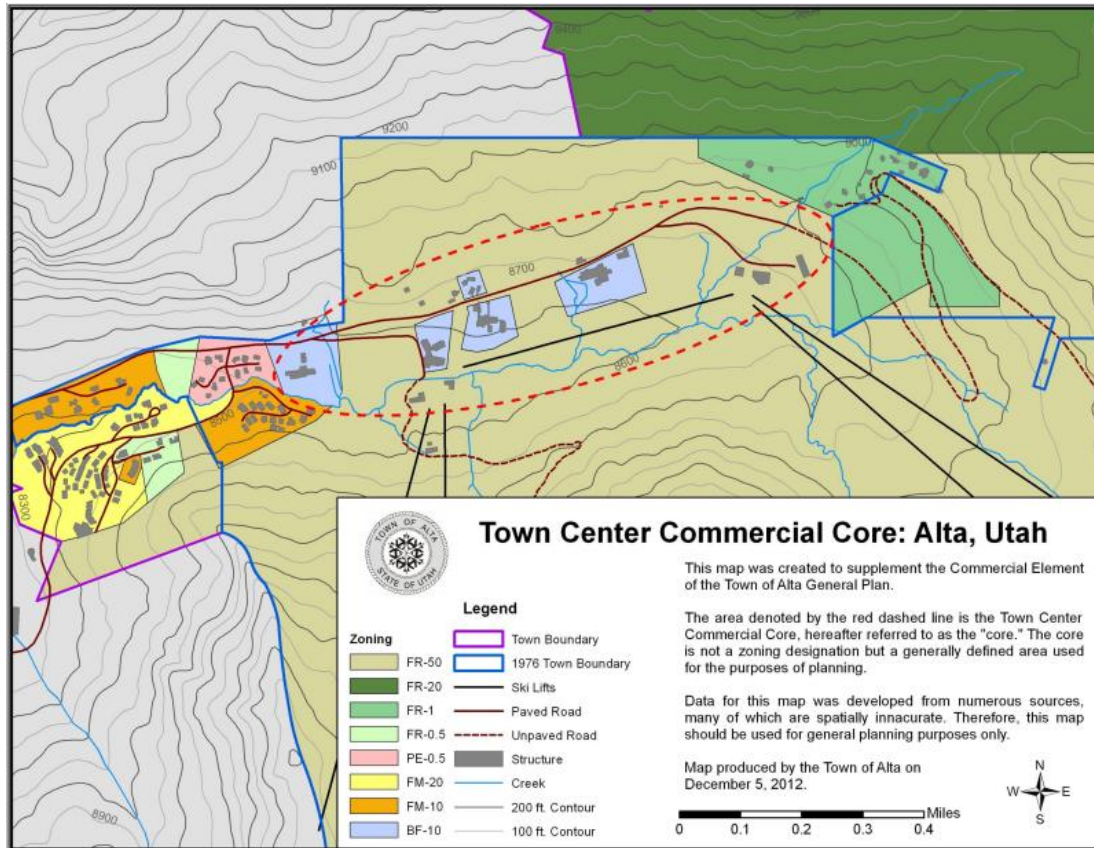 9400
9600
9200
9100
9000
8700
8600
8500
8300
8900
TOWN OF ALTA
STATE OF UTAH
Town Center Commercial Core: Alta, Utah
This map was created to supplement the Commercial Element
of the Town of Alta General Plan.
The area denoted by the red dashed line is the Town Center
Commercial Core, hereafter referred to as the "core." The core
is not a zoning designation but a generally defined area used
for the purposes of planning.
Data for this map was developed from numerous sources,
many of which are spatially innacurate. Therefore, this map
should be used for general planning purposes only.
Map produced by the Town of Alta on
December 5, 2012.
Legend
Zoning
FR-50
FR-20
FR-1
FR-0.5
PE-0.5
FM-20
FM-10
BF-10
Town Boundary
1976 Town Boundary
Ski Lifts
Paved Road
Unpaved Road
Structure
Creek
200 ft. Contour
100 ft. Contour
N
W E
S
Miles
0 0.1 0.2 0.3 0.4